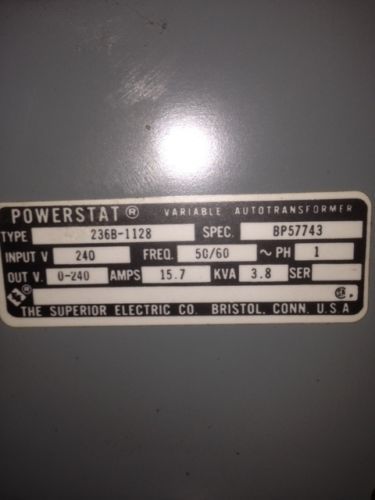 POWERSTAT® VARIABLE AUTOTRANSFORMER
TYPE 236B-1128 SPEC. BP57743
INPUT V 240 FREQ. 50/60 ~ PH 1
OUT V. 0-240 AMPS 15.7 KVA 3.8 SER
®
THE SUPERIOR ELECTRIC CO. BRISTOL, CONN. U.S.A